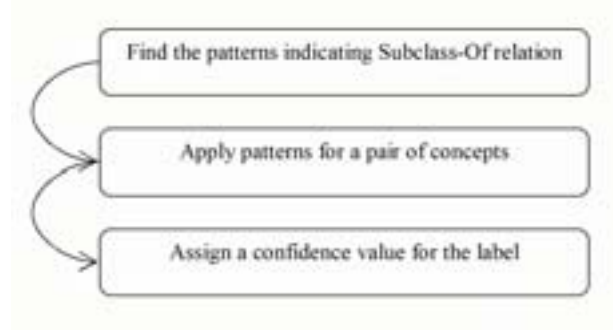 Find the patterns indicating Subclass-Of relation
Apply patterns for a pair of concepts
Assign a confidence value for the label